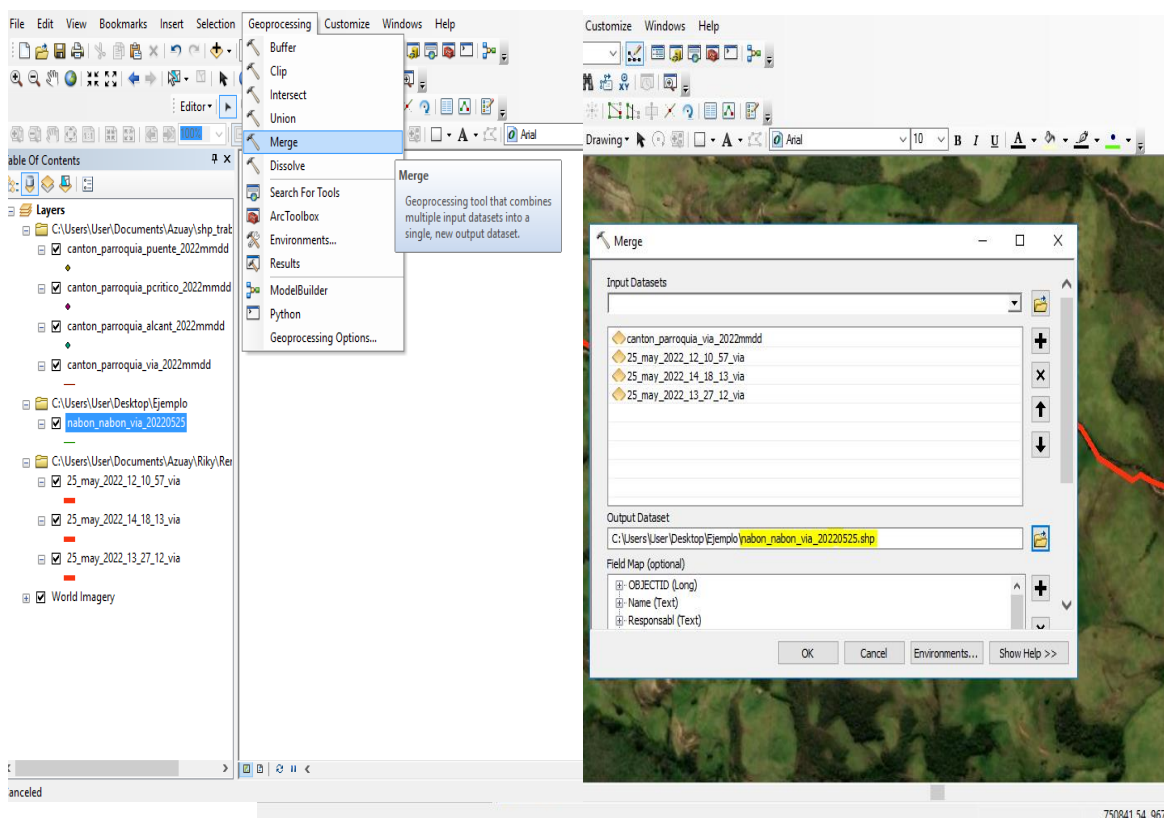 File Edit View Bookmarks Insert Selection Geoprocessing Customize Windows Help
Editor
100%
Arial
Table Of Contents
Layers
C:\Users\User\Documents\Azuay\shp_trab
canton_parroquia_puente_2022mmdd
canton_parroquia_pcritico_2022mmdd
canton_parroquia_alcant_2022mmdd
canton_parroquia_via_2022mmdd
C:\Users\User\Desktop\Ejemplo
nabon_nabon_via_20220525
C:\Users\User\Documents\Azuay\Riky\Rer
25_may_2022_12_10_57_via
25_may_2022_14_18_13_via
25_may_2022_13_27_12_via
World Imagery
anceled
Buffer
Clip
Intersect
Union
Merge
Dissolve
Search For Tools
ArcToolbox
Environments...
Results
ModelBuilder
Python
Geoprocessing Options...
Merge
Geoprocessing tool that combines
multiple input datasets into a
single, new output dataset.
Customize Windows Help
XY
Drawing A Arial 10 B I U A
Merge
Input Datasets
canton_parroquia_via_2022mmdd
25_may_2022_12_10_57_via
25_may_2022_14_18_13_via
25_may_2022_13_27_12_via
Output Dataset
C:\Users\User\Desktop\Ejemplo\nabon_nabon_via_20220525.shp
Field Map (optional)
OBJECTID (Long)
Name (Text)
Responsabl (Text)
OK Cancel Environments... Show Help >>
750841.54 967